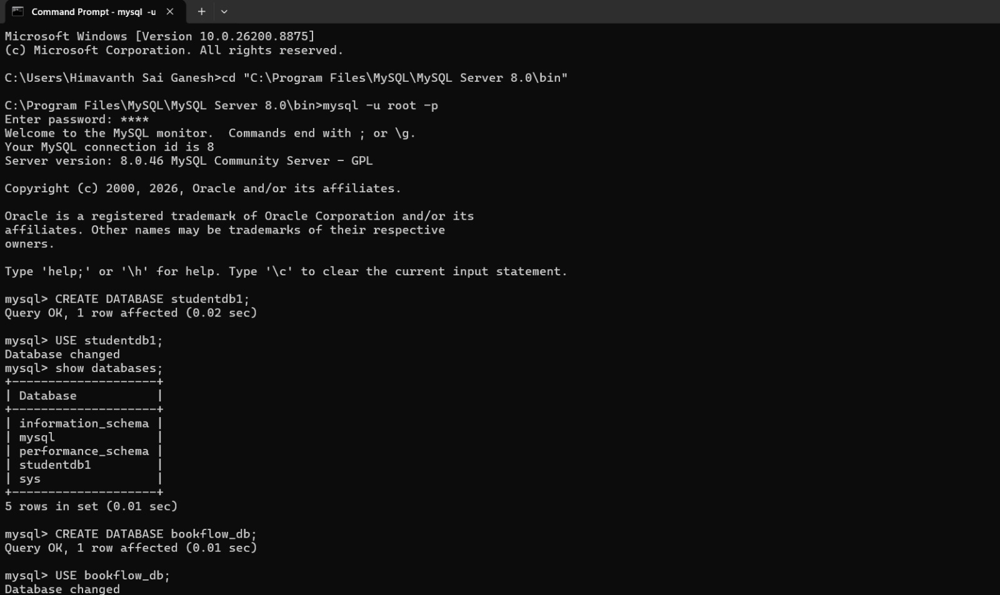 Command Prompt - mysql -u
Microsoft Windows [Version 10.0.26200.8875]
(c) Microsoft Corporation. All rights reserved.
C:\Users\Himavanth Sai Ganesh>cd "C:\Program Files\MySQL\MySQL Server 8.0\bin"
C:\Program Files\MySQL\MySQL Server 8.0\bin>mysql -u root -p
Enter password: ****
Welcome to the MySQL monitor.  Commands end with ; or \g.
Your MySQL connection id is 8
Server version: 8.0.46 MySQL Community Server - GPL
Copyright (c) 2000, 2026, Oracle and/or its affiliates.
Oracle is a registered trademark of Oracle Corporation and/or its
affiliates. Other names may be trademarks of their respective
owners.
Type 'help;' or '\h' for help. Type '\c' to clear the current input statement.
mysql> CREATE DATABASE studentdb1;
Query OK, 1 row affected (0.02 sec)
mysql> USE studentdb1;
Database changed
mysql> show databases;
+--------------------+
| Database           |
+--------------------+
| information_schema |
| mysql              |
| performance_schema |
| studentdb1         |
| sys                |
+--------------------+
5 rows in set (0.01 sec)
mysql> CREATE DATABASE bookflow_db;
Query OK, 1 row affected (0.01 sec)
mysql> USE bookflow_db;
Database changed